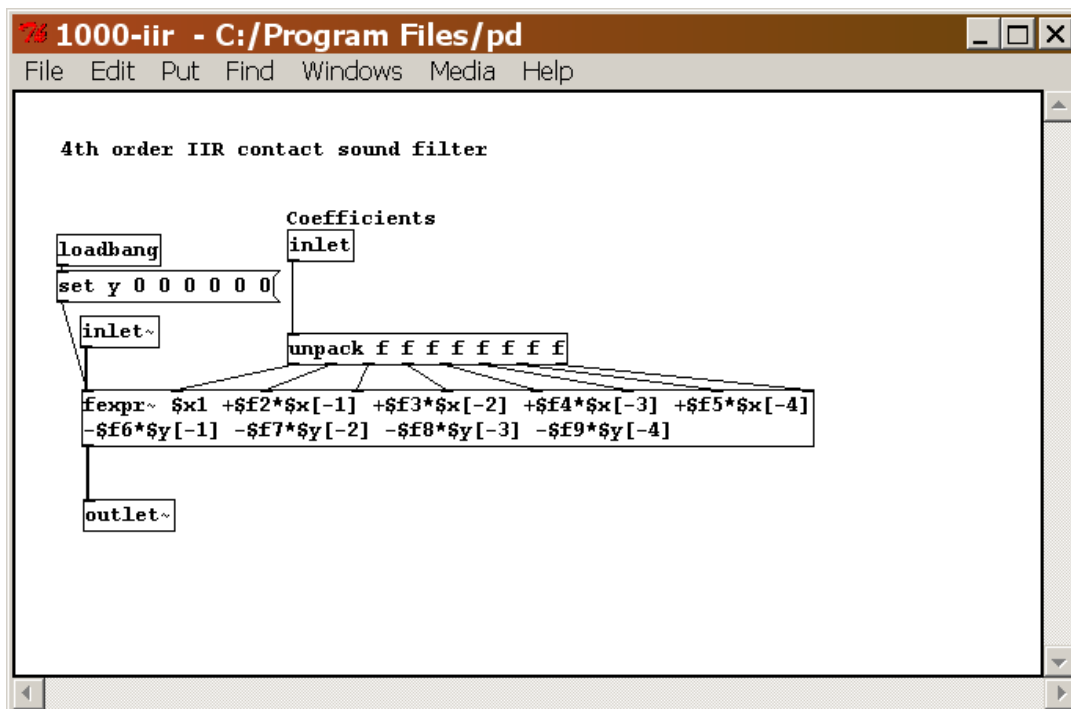 1000-iir - C:/Program Files/pd
File Edit Put Find Windows Media Help
4th order IIR contact sound filter
Coefficients
loadbang
inlet
set y 0 0 0 0 0 0
inlet~
unpack f f f f f f f f
fexpr~ $x1 +$f2*$x[-1] +$f3*$x[-2] +$f4*$x[-3] +$f5*$x[-4]
-$f6*$y[-1] -$f7*$y[-2] -$f8*$y[-3] -$f9*$y[-4]
outlet~